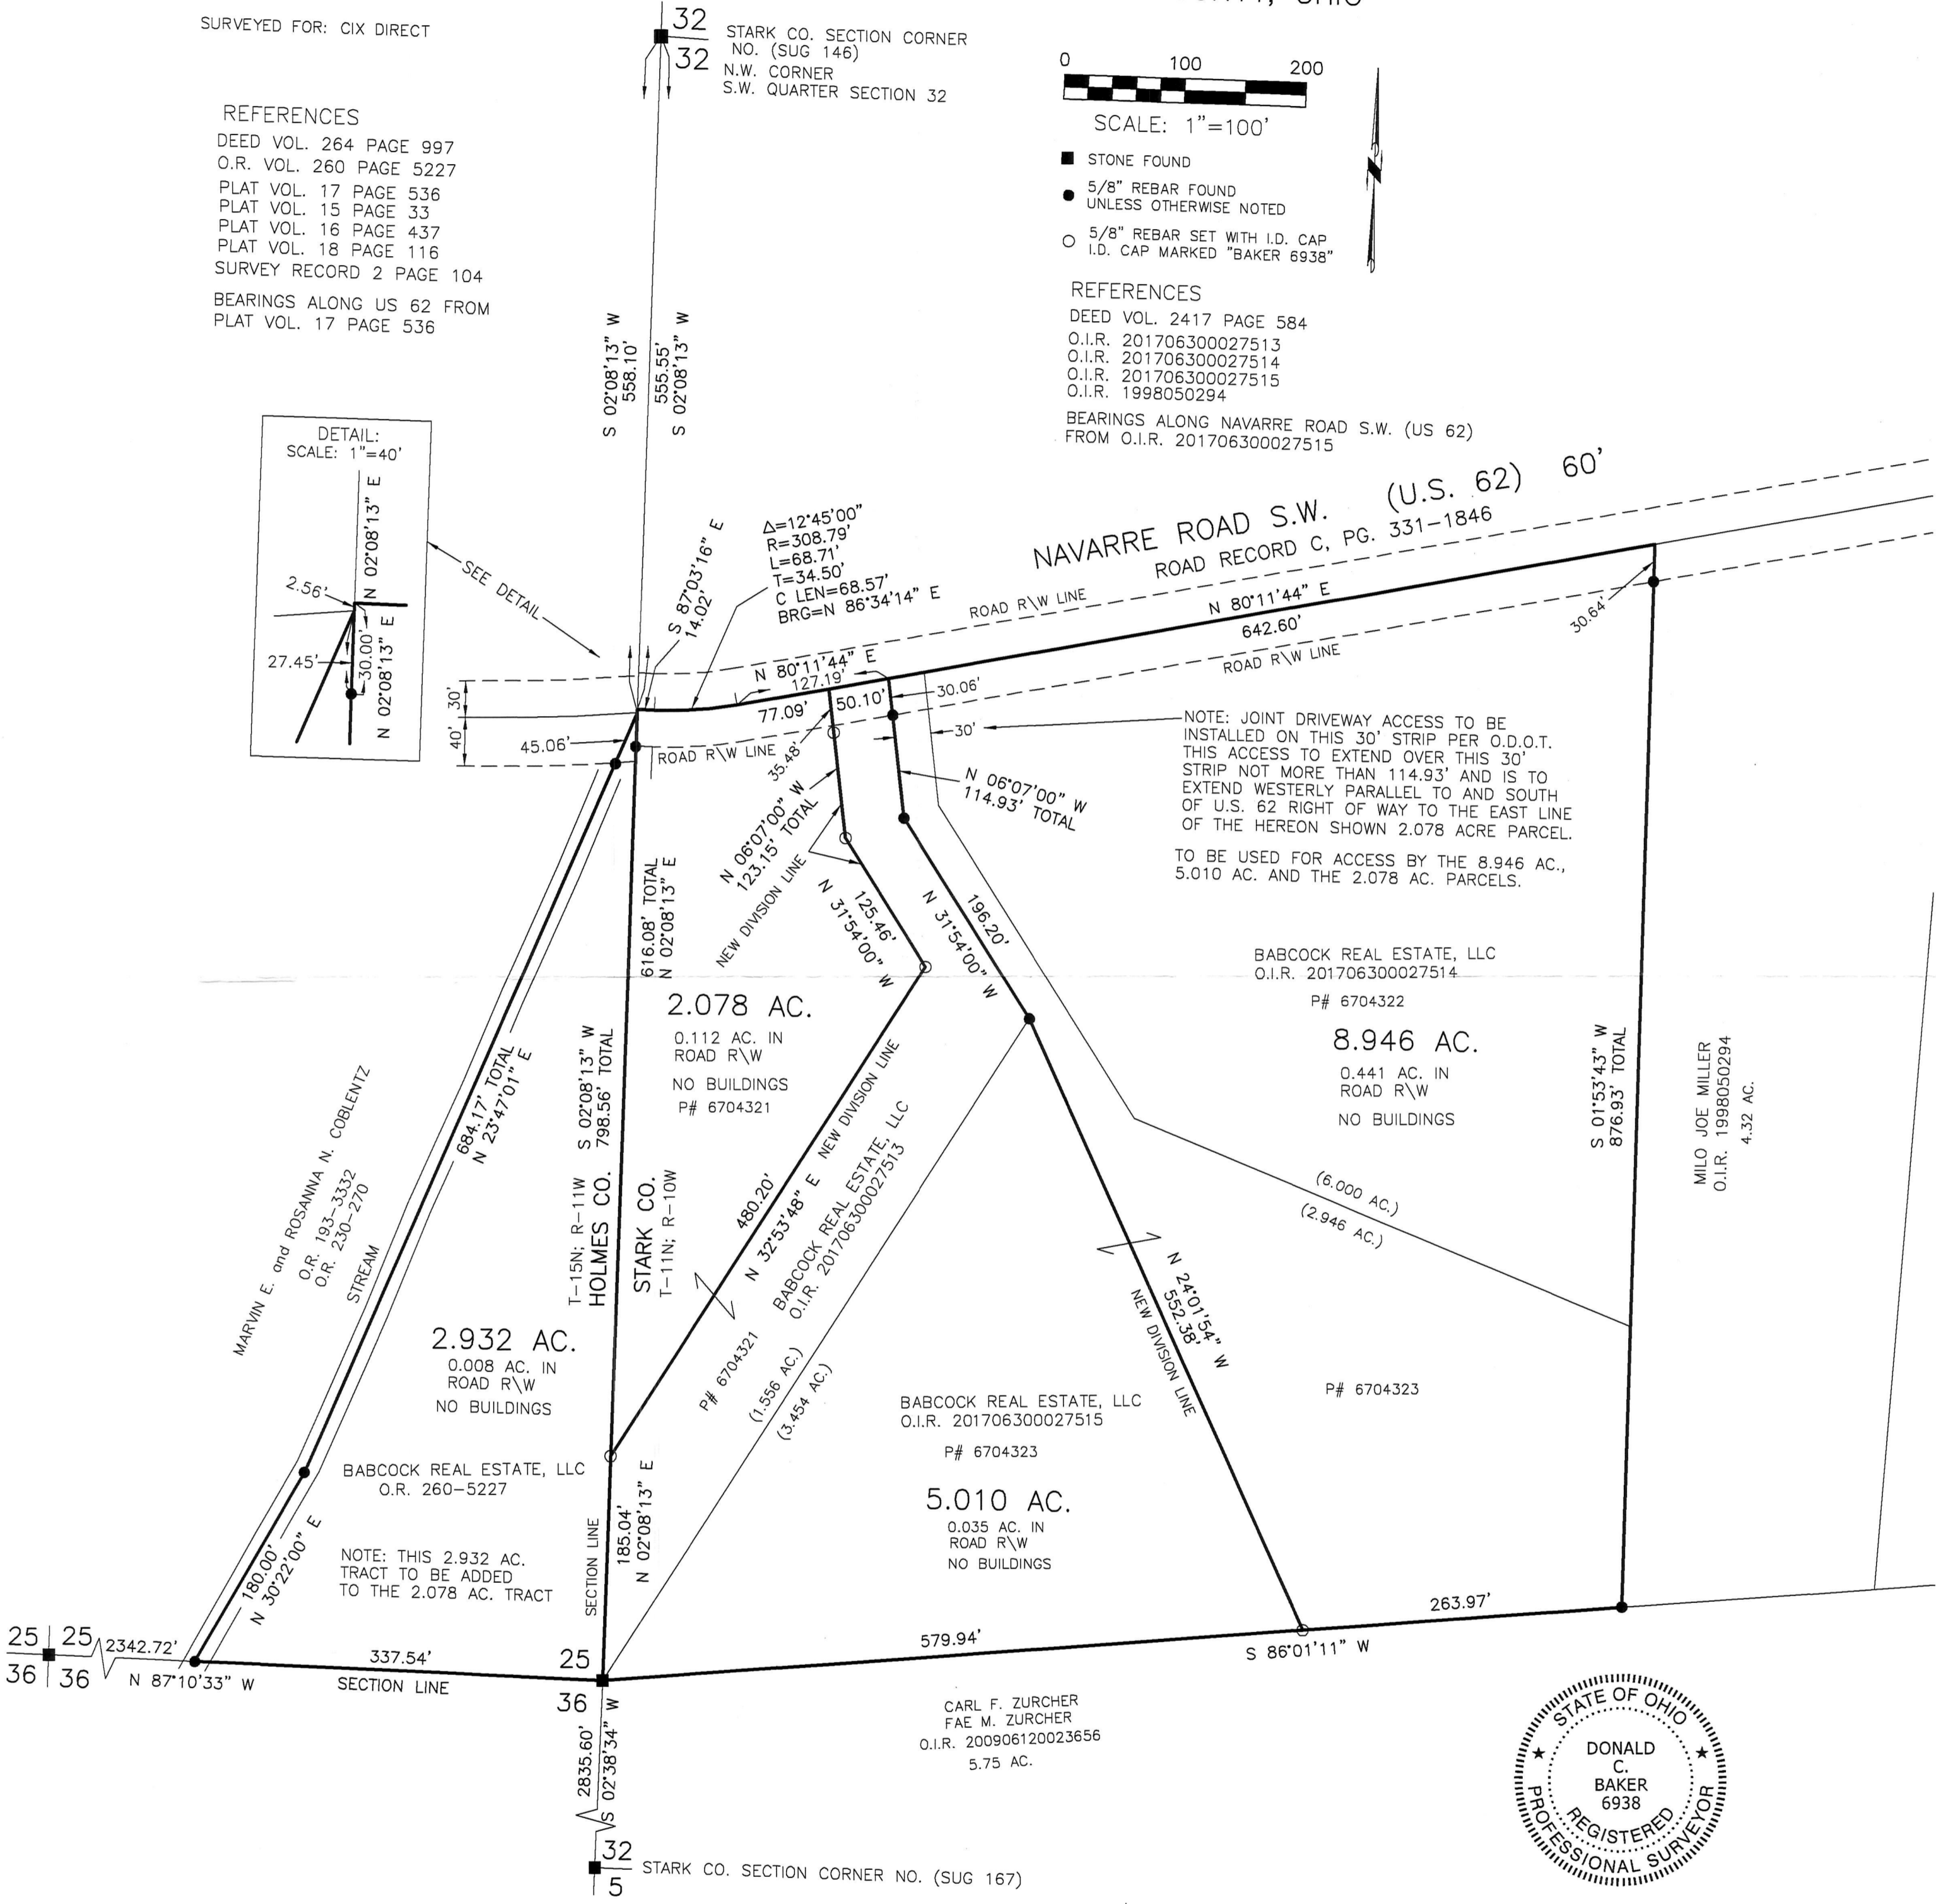 SURVEYED FOR: CIX DIRECT
32
32
STARK CO. SECTION CORNER
NO. (SUG 146)
N.W. CORNER
S.W. QUARTER SECTION 32
REFERENCES
DEED VOL. 264 PAGE 997
O.R. VOL. 260 PAGE 5227
PLAT VOL. 17 PAGE 536
PLAT VOL. 15 PAGE 33
PLAT VOL. 16 PAGE 437
PLAT VOL. 18 PAGE 116
SURVEY RECORD 2 PAGE 104
BEARINGS ALONG US 62 FROM
PLAT VOL. 17 PAGE 536
0 100 200
SCALE: 1"=100'
STONE FOUND
5/8" REBAR FOUND
UNLESS OTHERWISE NOTED
5/8" REBAR SET WITH I.D. CAP
I.D. CAP MARKED "BAKER 6938"
REFERENCES
DEED VOL. 2417 PAGE 584
O.I.R. 201706300027513
O.I.R. 201706300027514
O.I.R. 201706300027515
O.I.R. 1998050294
BEARINGS ALONG NAVARRE ROAD S.W. (US 62)
FROM O.I.R. 201706300027515
S 02°08'13" W
558.10'
555.55'
S 02°08'13" W
DETAIL:
SCALE: 1"=40'
N 02°08'13" E
2.56'
27.45'
30.00'
N 02°08'13" E
SEE DETAIL
S 87°03'16" E
14.02'
Δ=12°45'00"
R=308.79'
L=68.71'
T=34.50'
C LEN=68.57'
BRG=N 86°34'14" E
NAVARRE ROAD S.W. (U.S. 62) 60'
ROAD RECORD C, PG. 331-1846
ROAD R\W LINE
N 80°11'44" E
642.60'
ROAD R\W LINE
30.64'
N 80°11'44" E
127.19'
77.09'
50.10'
30.06'
30'
30'
40'
45.06'
ROAD R\W LINE
35.48'
N 06°07'00" W
123.15' TOTAL
NEW DIVISION LINE
N 06°07'00" W
114.93' TOTAL
NOTE: JOINT DRIVEWAY ACCESS TO BE
INSTALLED ON THIS 30' STRIP PER O.D.O.T.
THIS ACCESS TO EXTEND OVER THIS 30'
STRIP NOT MORE THAN 114.93' AND IS TO
EXTEND WESTERLY PARALLEL TO AND SOUTH
OF U.S. 62 RIGHT OF WAY TO THE EAST LINE
OF THE HEREON SHOWN 2.078 ACRE PARCEL.
TO BE USED FOR ACCESS BY THE 8.946 AC.,
5.010 AC. AND THE 2.078 AC. PARCELS.
616.08' TOTAL
N 02°08'13" E
125.46'
N 31°54'00" W
196.20'
N 31°54'00" W
2.078 AC.
0.112 AC. IN
ROAD R\W
NO BUILDINGS
P# 6704321
BABCOCK REAL ESTATE, LLC
O.I.R. 201706300027514
P# 6704322
8.946 AC.
0.441 AC. IN
ROAD R\W
NO BUILDINGS
S 01°53'43" W
876.93' TOTAL
MILO JOE MILLER
O.I.R. 1998050294
4.32 AC.
684.17' TOTAL
N 23°47'01" E
MARVIN E. and ROSANNA N. COBLENTZ
O.R. 193-3332
O.R. 230-270
STREAM
S 02°08'13" W
798.56' TOTAL
T-15N; R-11W
HOLMES CO.
STARK CO.
T-11N; R-10W
480.20'
N 32°53'48" E
NEW DIVISION LINE
BABCOCK REAL ESTATE, LLC
O.I.R. 201706300027513
P# 6704321
(1.556 AC.)
(3.454 AC.)
(6.000 AC.)
(2.946 AC.)
N 24°01'54" W
552.38'
NEW DIVISION LINE
P# 6704323
2.932 AC.
0.008 AC. IN
ROAD R\W
NO BUILDINGS
BABCOCK REAL ESTATE, LLC
O.R. 260-5227
BABCOCK REAL ESTATE, LLC
O.I.R. 201706300027515
P# 6704323
5.010 AC.
0.035 AC. IN
ROAD R\W
NO BUILDINGS
NOTE: THIS 2.932 AC.
TRACT TO BE ADDED
TO THE 2.078 AC. TRACT
180.00'
N 30°22'00" E
SECTION LINE
185.04'
N 02°08'13" E
25 25
36 36
2342.72'
N 87°10'33" W
337.54'
SECTION LINE
25
36
579.94'
S 86°01'11" W
263.97'
2835.60'
S 02°38'34" W
CARL F. ZURCHER
FAE M. ZURCHER
O.I.R. 200906120023656
5.75 AC.
32
5
STARK CO. SECTION CORNER NO. (SUG 167)
STATE OF OHIO
DONALD
C.
BAKER
6938
REGISTERED
PROFESSIONAL SURVEYOR